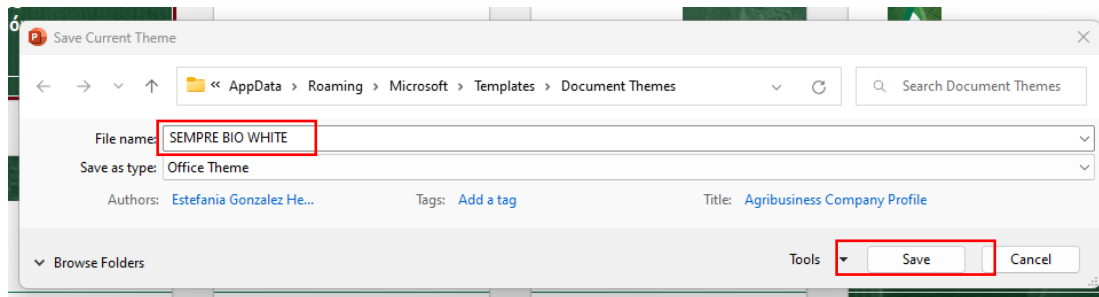 ó
Save Current Theme
« AppData > Roaming > Microsoft > Templates > Document Themes
Search Document Themes
File name: SEMPRE BIO WHITE
Save as type: Office Theme
Authors: Estefania Gonzalez He... Tags: Add a tag Title: Agribusiness Company Profile
Browse Folders Tools Save Cancel